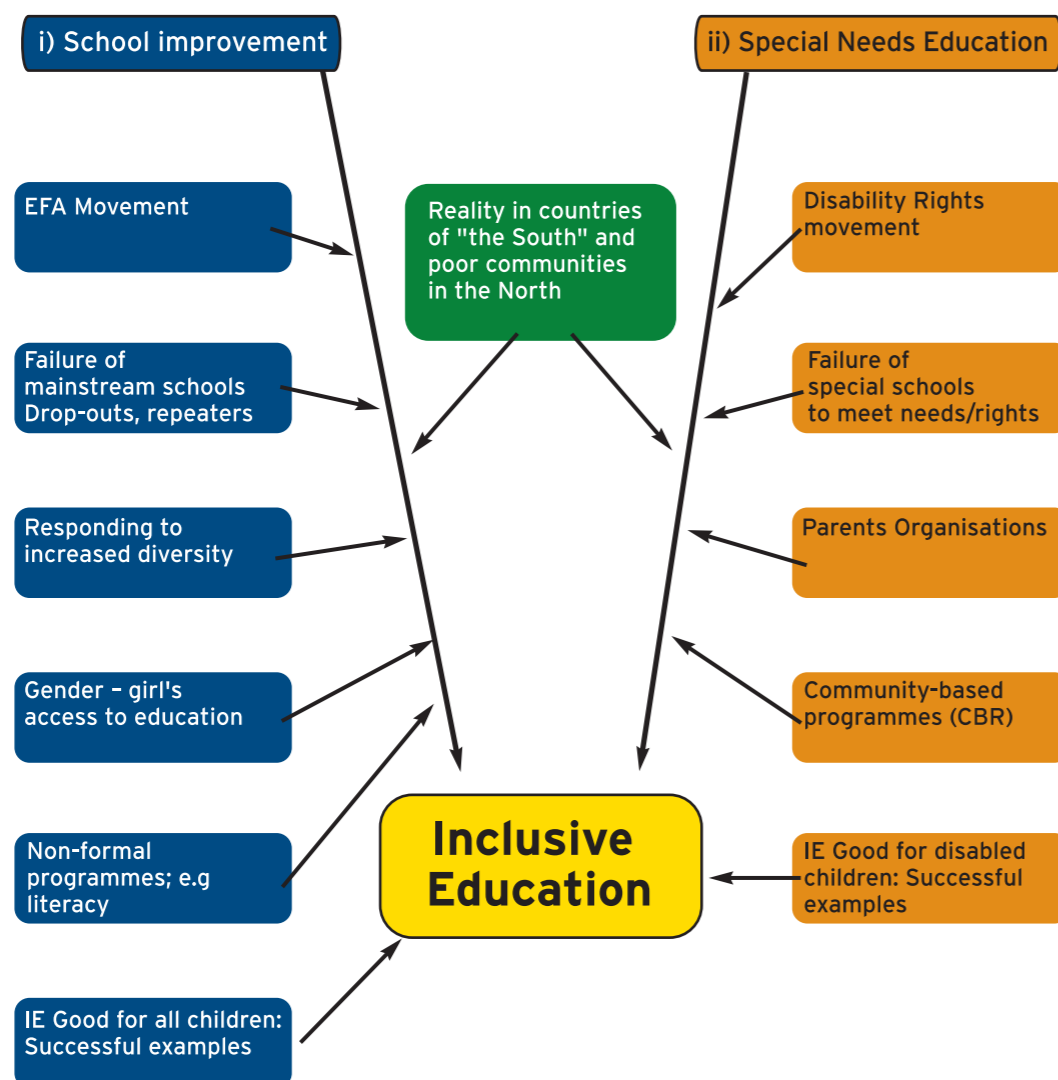 i) School improvement
ii) Special Needs Education
EFA Movement
Reality in countries
of "the South" and
poor communities
in the North
Disability Rights
movement
Failure of
mainstream schools
Drop-outs, repeaters
Failure of
special schools
to meet needs/rights
Responding to
increased diversity
Parents Organisations
Gender – girl's
access to education
Community-based
programmes (CBR)
Inclusive
Education
Non-formal
programmes; e.g
literacy
IE Good for disabled
children: Successful
examples
IE Good for all children:
Successful examples